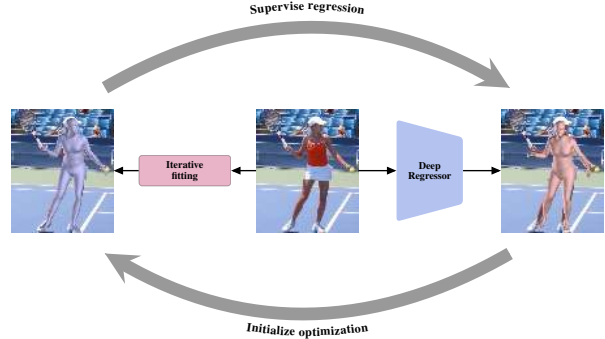 Supervise regression
Iterative
fitting
Deep
Regressor
Initialize optimization